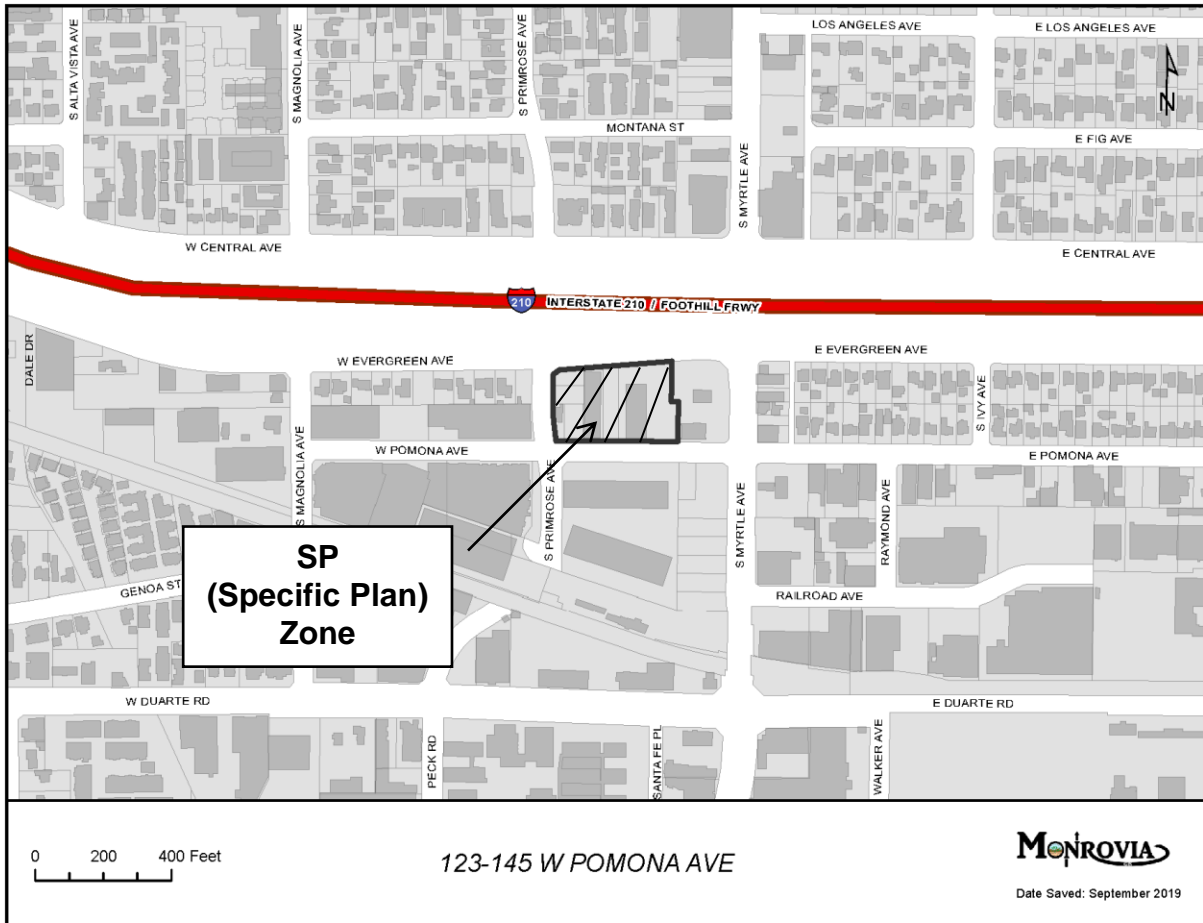 LOS ANGELES AVE
E LOS ANGELES AVE
S ALTA VISTA AVE
S MAGNOLIA AVE
S PRIMROSE AVE
N
MONTANA ST
E FIG AVE
S MYRTLE AVE
W CENTRAL AVE
E CENTRAL AVE
210
INTERSTATE 210 / FOOTHILL FRWY
DALE DR
W EVERGREEN AVE
E EVERGREEN AVE
S IVY AVE
W POMONA AVE
E POMONA AVE
S MAGNOLIA AVE
S PRIMROSE AVE
S MYRTLE AVE
RAYMOND AVE
SP
(Specific Plan)
Zone
GENOA ST
RAILROAD AVE
W DUARTE RD
E DUARTE RD
PECK RD
SANTA FE PL
WALKER AVE
0 200 400 Feet
123-145 W POMONA AVE
MONROVIA
Date Saved: September 2019